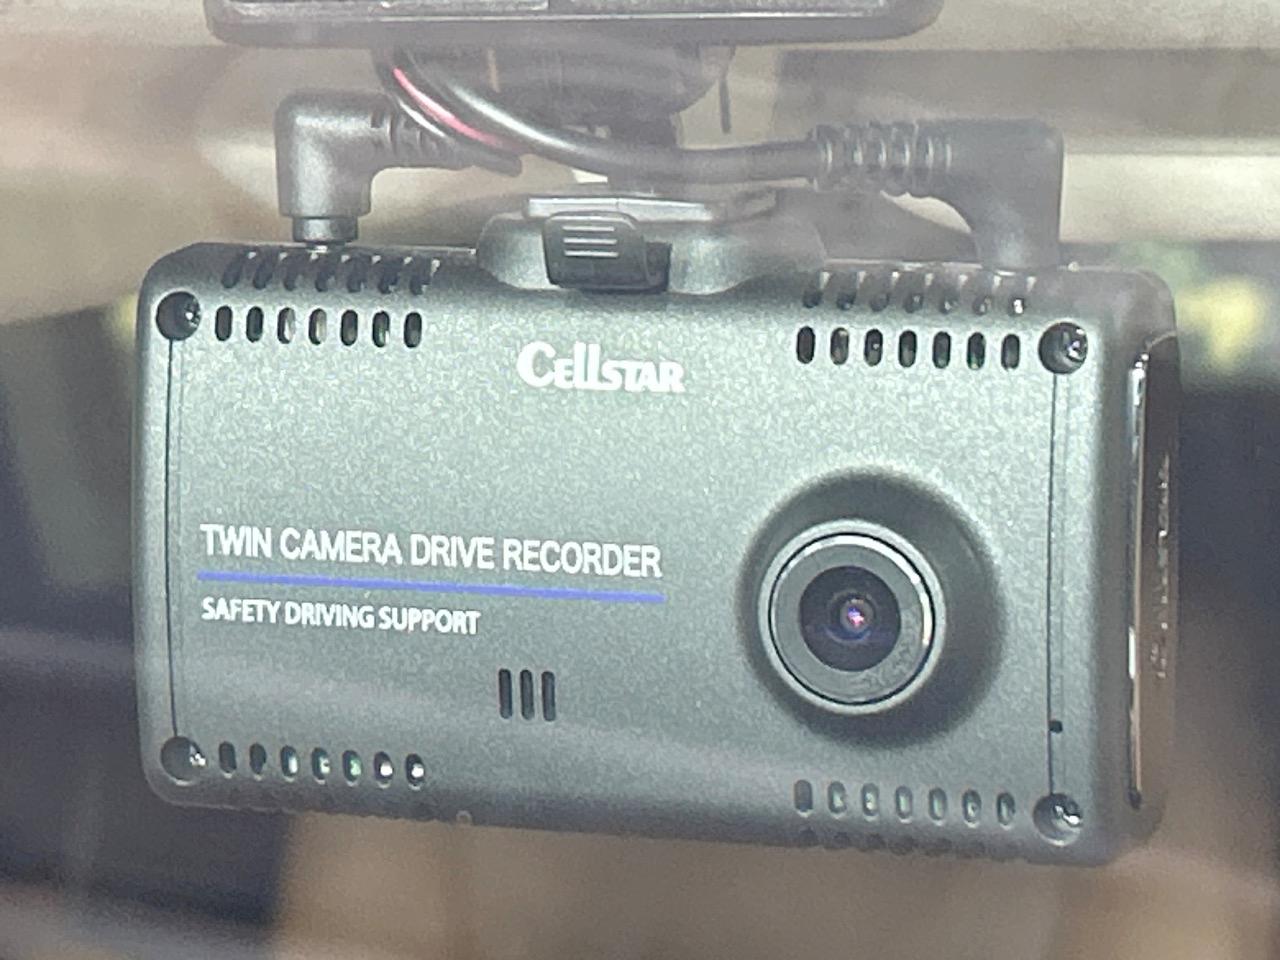 CellSTAR
TWIN CAMERA DRIVE RECORDER
SAFETY DRIVING SUPPORT